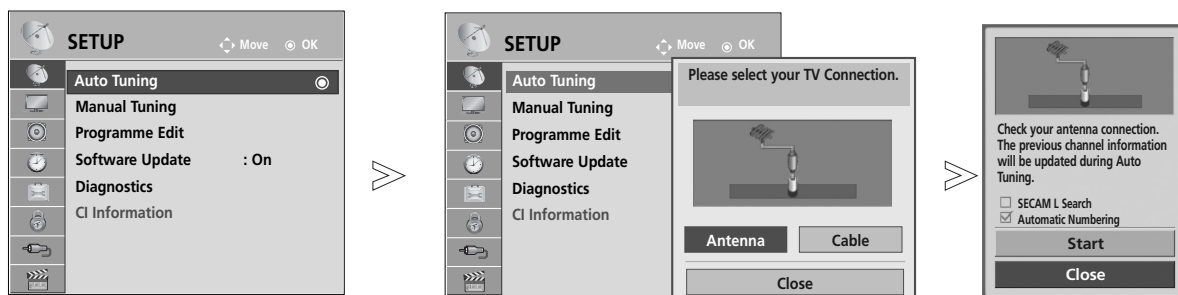 SETUP
Move OK
Auto Tuning
Manual Tuning
Programme Edit
Software Update : On
Diagnostics
CI Information
SETUP
Move OK
Auto Tuning
Manual Tuning
Programme Edit
Software Update
Diagnostics
CI Information
Please select your TV Connection.
Antenna Cable
Close
Check your antenna connection.
The previous channel information
will be updated during Auto
Tuning.
SECAM L Search
Automatic Numbering
Start
Close